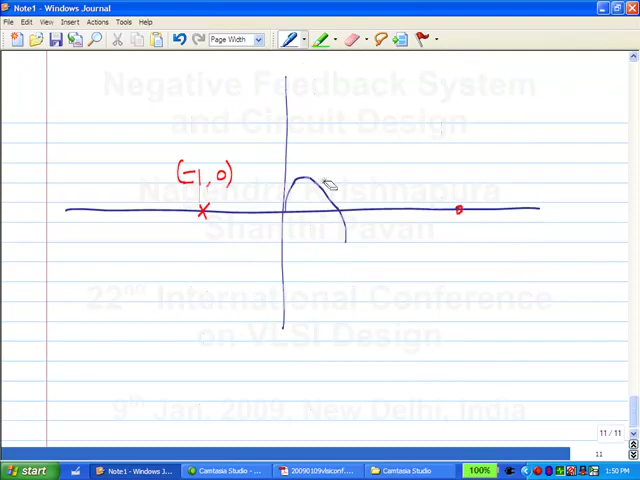 Note1 - Windows Journal
File Edit View Insert Actions Tools Help
Page Width
Negative Feedback System
and Circuit Design
(-1, 0)
Nagendra Krishnapura
Shanthi Pavan
22nd International Conference
on VLSI Design
9th Jan, 2009, New Delhi, India
11 / 11
11
start
Note1 - Windows J...
Camtasia Studio - ...
20090109vlsiconf....
Camtasia Studio
100%
1:50 PM